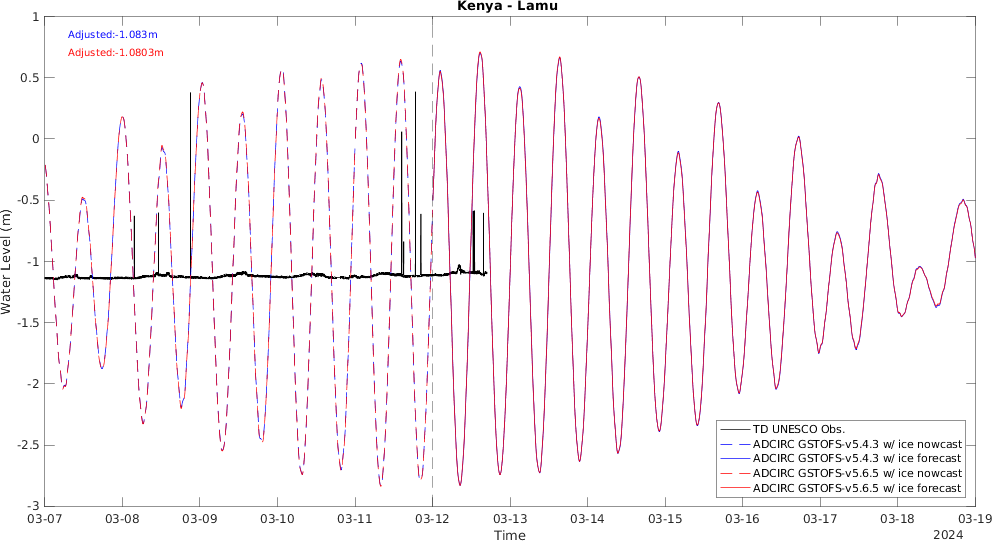 Kenya - Lamu
Adjusted:-1.083m
Adjusted:-1.0803m
Water Level (m)
1
0.5
0
-0.5
-1
-1.5
-2
-2.5
-3
TD UNESCO Obs.
ADCIRC GSTOFS-v5.4.3 w/ ice nowcast
ADCIRC GSTOFS-v5.4.3 w/ ice forecast
ADCIRC GSTOFS-v5.6.5 w/ ice nowcast
ADCIRC GSTOFS-v5.6.5 w/ ice forecast
03-07 03-08 03-09 03-10 03-11 03-12 03-13 03-14 03-15 03-16 03-17 03-18 03-19
Time
2024